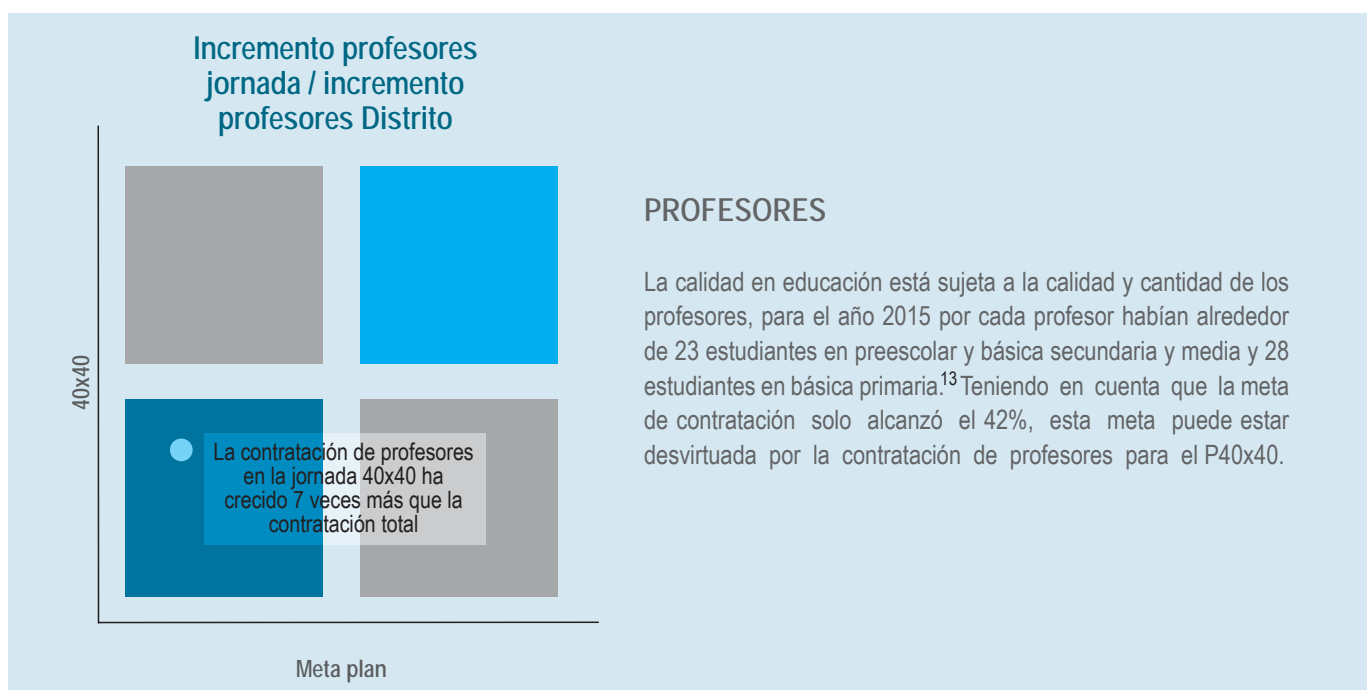 Incremento profesores
jornada / incremento
profesores Distrito
40x40
La contratación de profesores
en la jornada 40x40 ha
crecido 7 veces más que la
contratación total
Meta plan
PROFESORES
La calidad en educación está sujeta a la calidad y cantidad de los
profesores, para el año 2015 por cada profesor habían alrededor
de 23 estudiantes en preescolar y básica secundaria y media y 28
estudiantes en básica primaria.13 Teniendo en cuenta que la meta
de contratación solo alcanzó el 42%, esta meta puede estar
desvirtuada por la contratación de profesores para el P40x40.